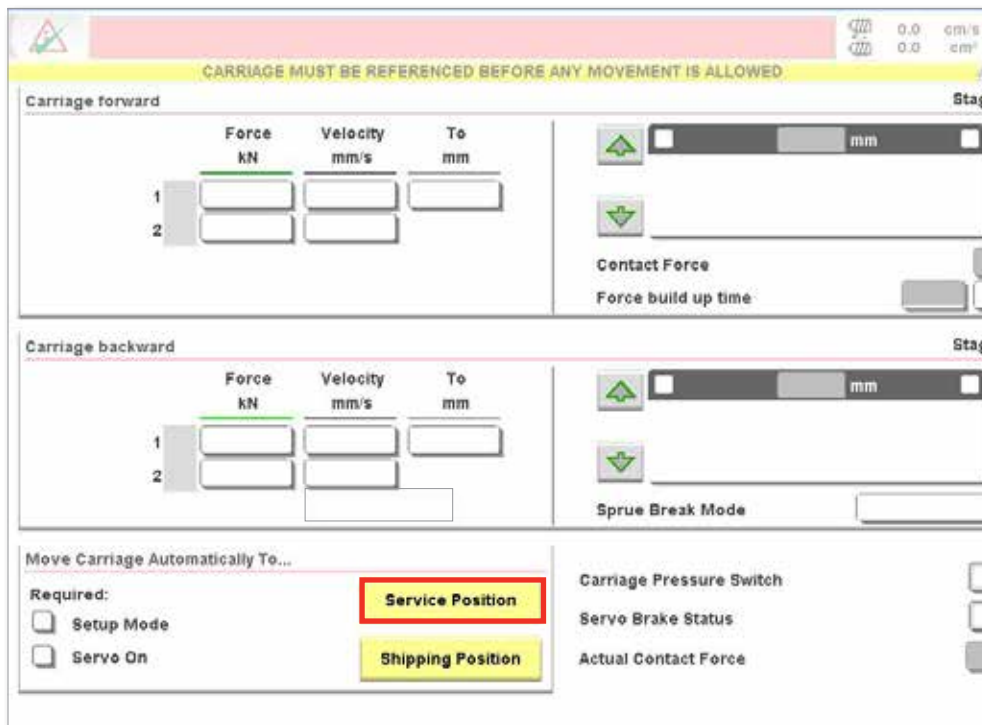 0.0 cm/s
0.0 cm³
CARRIAGE MUST BE REFERENCED BEFORE ANY MOVEMENT IS ALLOWED
Carriage forward
Force Velocity To
kN mm/s mm
1
2
mm
Contact Force
Force build up time
Carriage backward
Force Velocity To
kN mm/s mm
1
2
mm
Sprue Break Mode
Move Carriage Automatically To...
Required:
Setup Mode
Servo On
Service Position
Shipping Position
Carriage Pressure Switch
Servo Brake Status
Actual Contact Force